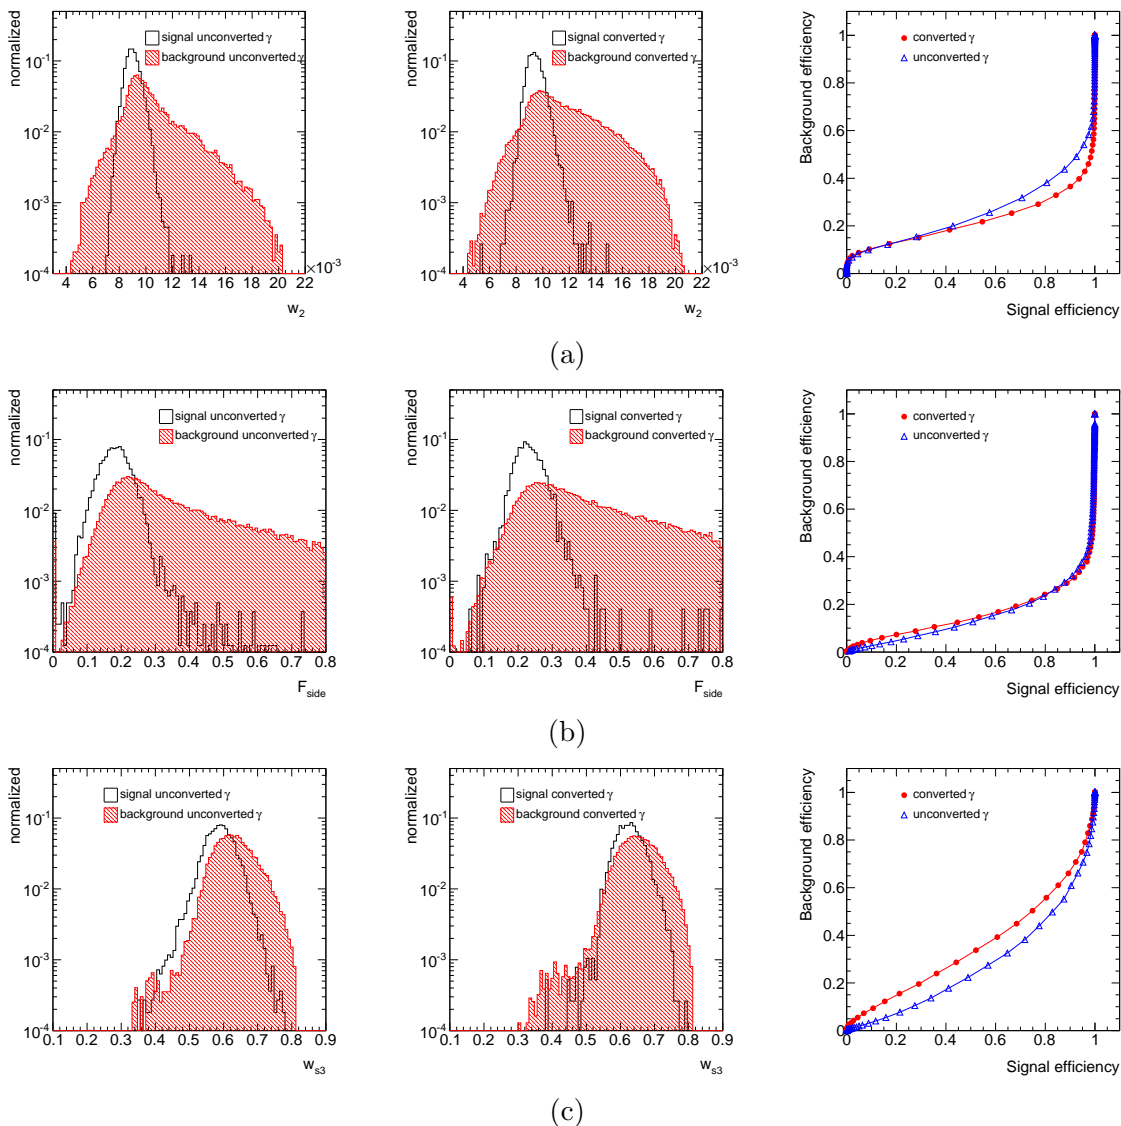 normalized
signal unconverted γ
background unconverted γ
10⁻¹
10⁻²
10⁻³
10⁻⁴
4 6 8 10 12 14 16 18 20 22
×10⁻³
w₂
normalized
signal converted γ
background converted γ
10⁻¹
10⁻²
10⁻³
10⁻⁴
4 6 8 10 12 14 16 18 20 22
×10⁻³
w₂
Background efficiency
converted γ
unconverted γ
1
0.8
0.6
0.4
0.2
0
0 0.2 0.4 0.6 0.8 1
Signal efficiency
(a)
normalized
signal unconverted γ
background unconverted γ
10⁻¹
10⁻²
10⁻³
10⁻⁴
0 0.1 0.2 0.3 0.4 0.5 0.6 0.7 0.8
F_side
normalized
signal converted γ
background converted γ
10⁻¹
10⁻²
10⁻³
10⁻⁴
0 0.1 0.2 0.3 0.4 0.5 0.6 0.7 0.8
F_side
Background efficiency
converted γ
unconverted γ
1
0.8
0.6
0.4
0.2
0
0 0.2 0.4 0.6 0.8 1
Signal efficiency
(b)
normalized
signal unconverted γ
background unconverted γ
10⁻¹
10⁻²
10⁻³
10⁻⁴
0.1 0.2 0.3 0.4 0.5 0.6 0.7 0.8 0.9
w_s3
normalized
signal converted γ
background converted γ
10⁻¹
10⁻²
10⁻³
10⁻⁴
0.1 0.2 0.3 0.4 0.5 0.6 0.7 0.8 0.9
w_s3
Background efficiency
converted γ
unconverted γ
1
0.8
0.6
0.4
0.2
0
0 0.2 0.4 0.6 0.8 1
Signal efficiency
(c)